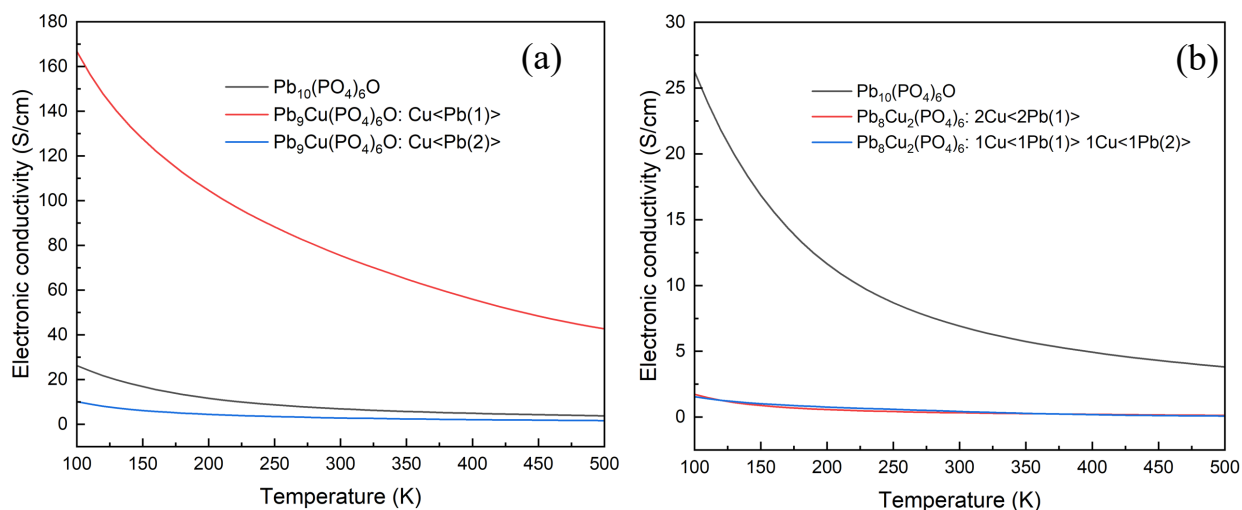 (a)
Electronic conductivity (S/cm)
180
160
140
120
100
80
60
40
20
0
Pb₁₀(PO₄)₆O
Pb₉Cu(PO₄)₆O: Cu<Pb(1)>
Pb₉Cu(PO₄)₆O: Cu<Pb(2)>
100 150 200 250 300 350 400 450 500
Temperature (K)
(b)
Electronic conductivity (S/cm)
30
25
20
15
10
5
0
Pb₁₀(PO₄)₆O
Pb₈Cu₂(PO₄)₆: 2Cu<2Pb(1)>
Pb₈Cu₂(PO₄)₆: 1Cu<1Pb(1)> 1Cu<1Pb(2)>
100 150 200 250 300 350 400 450 500
Temperature (K)